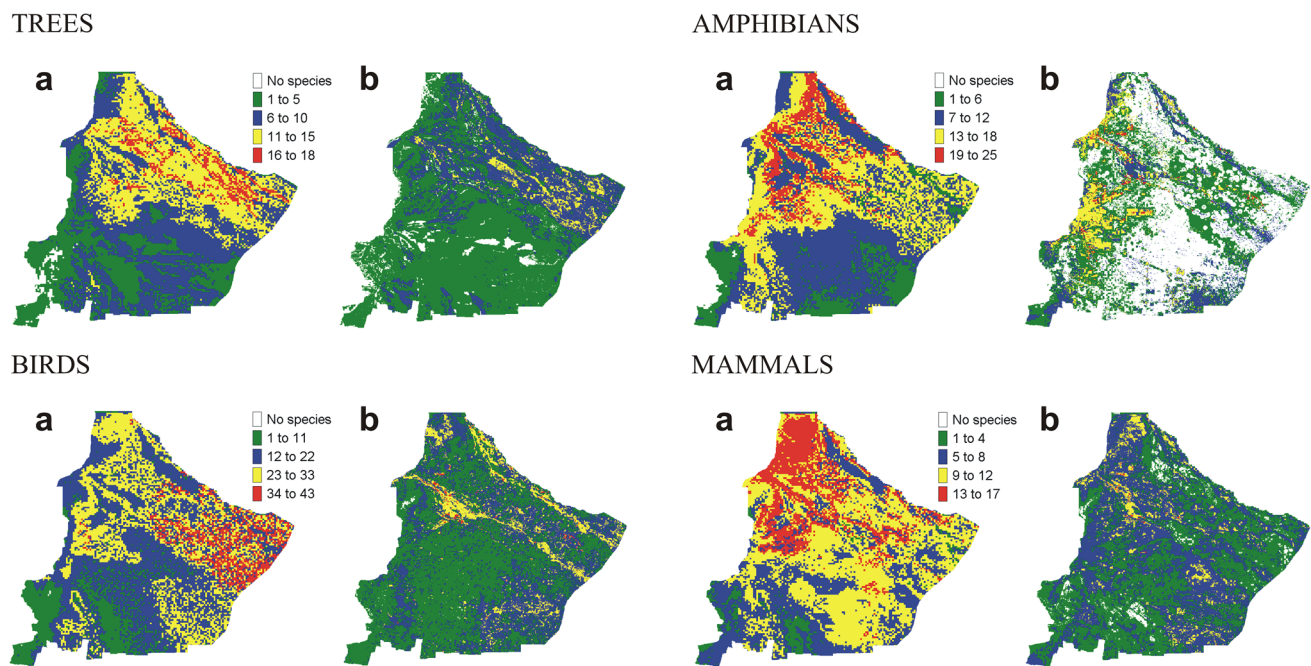 TREES
a
No species
1 to 5
6 to 10
11 to 15
16 to 18
b
AMPHIBIANS
a
No species
1 to 6
7 to 12
13 to 18
19 to 25
b
BIRDS
a
No species
1 to 11
12 to 22
23 to 33
34 to 43
b
MAMMALS
a
No species
1 to 4
5 to 8
9 to 12
13 to 17
b